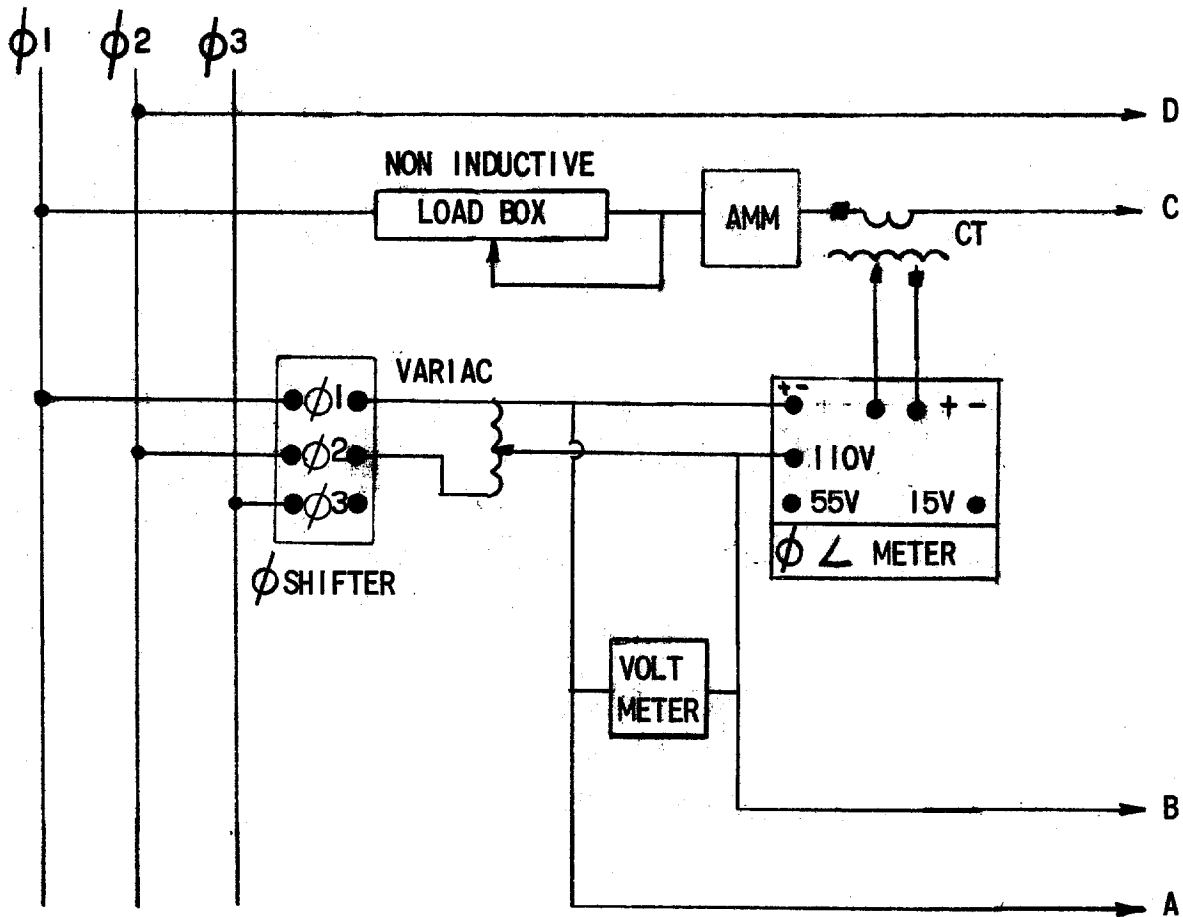 ϕ1 ϕ2 ϕ3
D
NON INDUCTIVE
LOAD BOX
AMM
C
CT
VARIAC
ϕ1
+-
+ -
ϕ2
110V
ϕ3
55V 15V
ϕ ∠ METER
ϕ SHIFTER
VOLT
METER
B
A